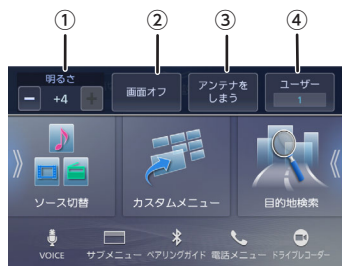 ① ② ③ ④
明るさ
− +4 +
画面オフ
アンテナを
しまう
ユーザー
1
ソース切替
カスタムメニュー
目的地検索
VOICE サブメニュー ペアリングガイド 電話メニュー ドライブレコーダー